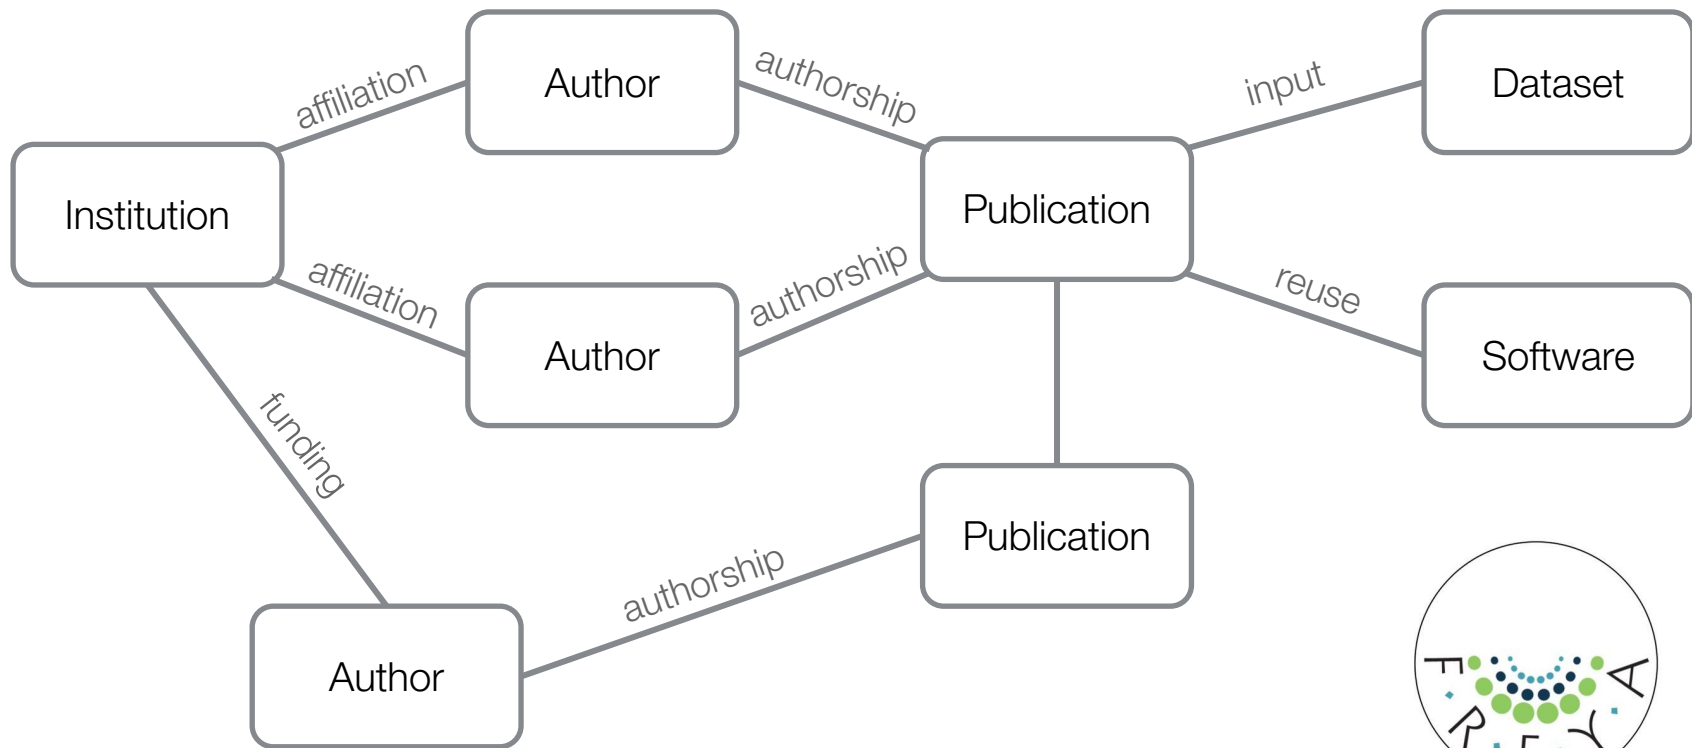 Author
affiliation
authorship
input
Dataset
Institution
Publication
affiliation
authorship
reuse
Author
Software
funding
authorship
Publication
Author
F R E Y A